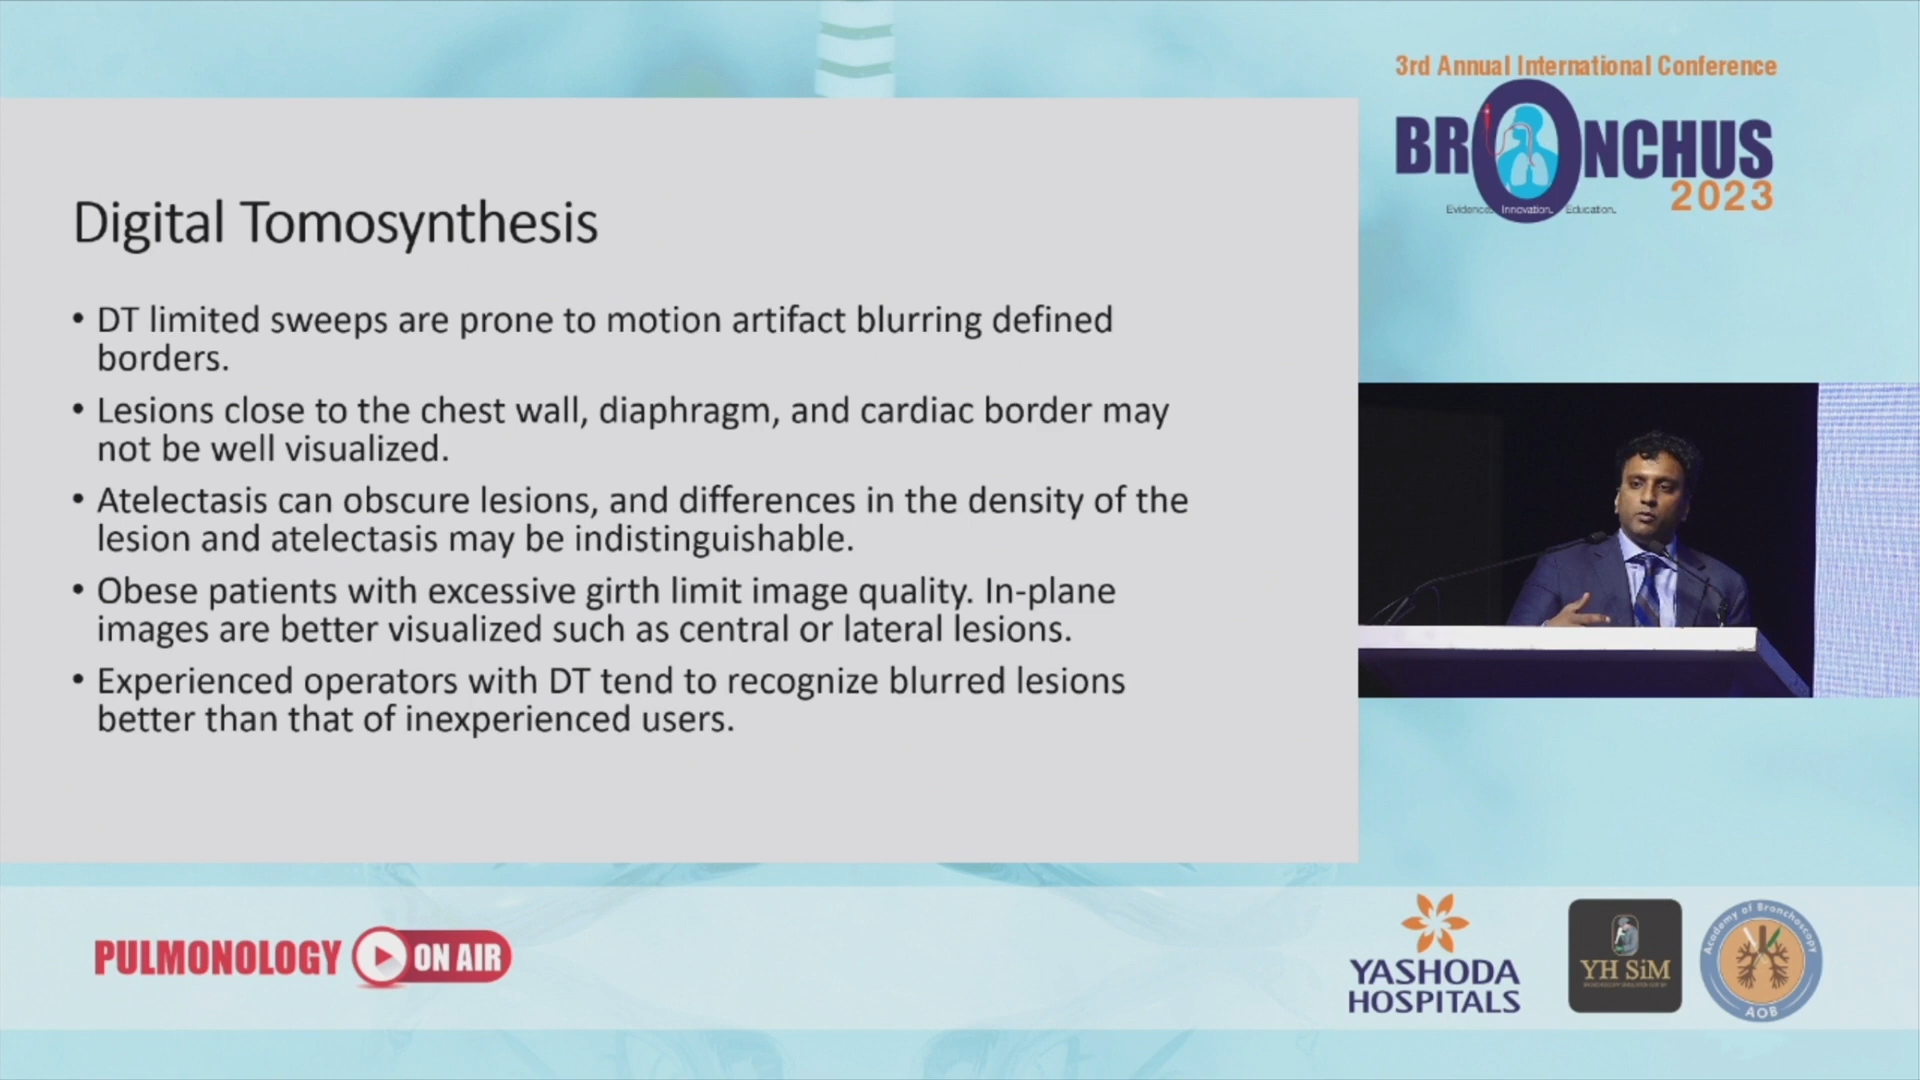 3rd Annual International Conference
BRONCHUS
2023
Evidence. Innovation. Education.
Digital Tomosynthesis
• DT limited sweeps are prone to motion artifact blurring defined
borders.
• Lesions close to the chest wall, diaphragm, and cardiac border may
not be well visualized.
• Atelectasis can obscure lesions, and differences in the density of the
lesion and atelectasis may be indistinguishable.
• Obese patients with excessive girth limit image quality. In-plane
images are better visualized such as central or lateral lesions.
• Experienced operators with DT tend to recognize blurred lesions
better than that of inexperienced users.
PULMONOLOGY ON AIR
YASHODA
HOSPITALS
YH SiM
Academy of Bronchoscopy
AOB